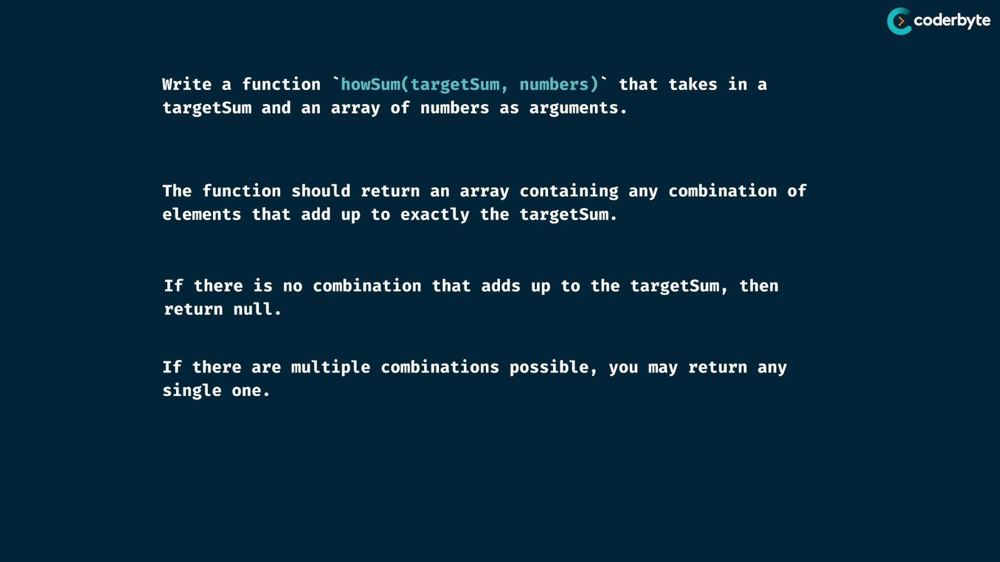 coderbyte
Write a function `howSum(targetSum, numbers)` that takes in a
targetSum and an array of numbers as arguments.
The function should return an array containing any combination of
elements that add up to exactly the targetSum.
If there is no combination that adds up to the targetSum, then
return null.
If there are multiple combinations possible, you may return any
single one.